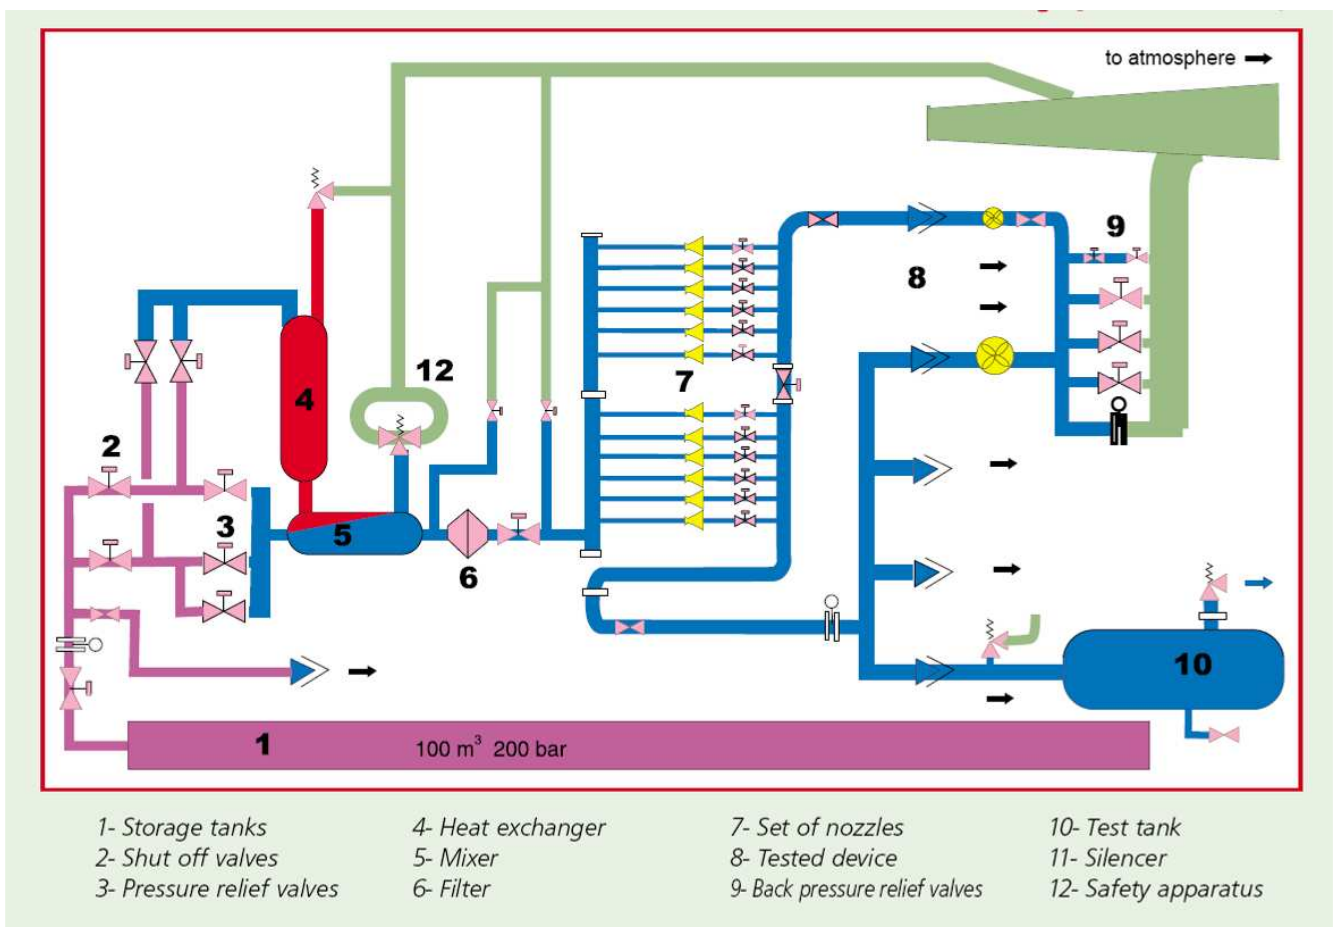 to atmosphere
9
8
12
4
7
2
3
5
6
10
1
100 m³ 200 bar
1- Storage tanks
2- Shut off valves
3- Pressure relief valves
4- Heat exchanger
5- Mixer
6- Filter
7- Set of nozzles
8- Tested device
9- Back pressure relief valves
10- Test tank
11- Silencer
12- Safety apparatus